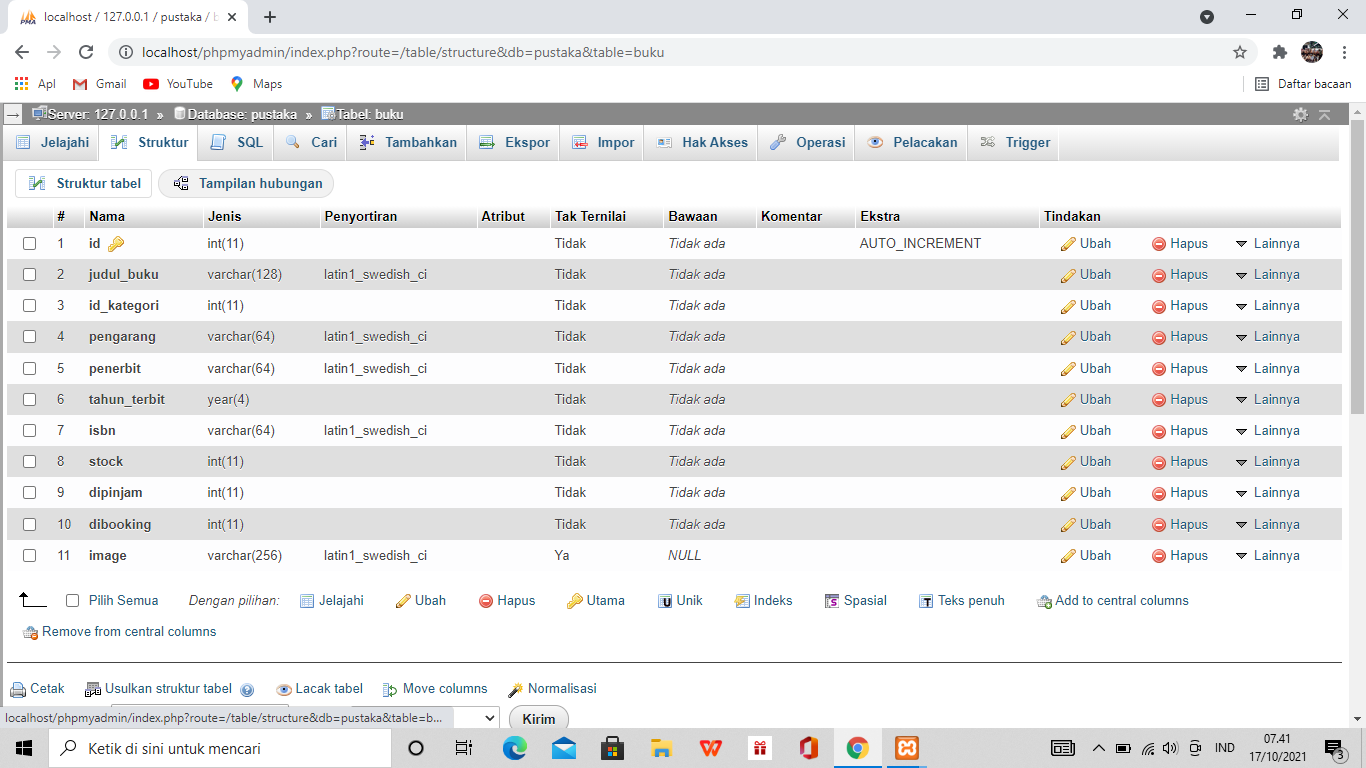 localhost / 127.0.0.1 / pustaka / b
localhost/phpmyadmin/index.php?route=/table/structure&db=pustaka&table=buku
Apl Gmail YouTube Maps Daftar bacaan
Server: 127.0.0.1 » Database: pustaka » Tabel: buku
Jelajahi Struktur SQL Cari Tambahkan Ekspor Impor Hak Akses Operasi Pelacakan Trigger
Struktur tabel Tampilan hubungan
# Nama Jenis Penyortiran Atribut Tak Ternilai Bawaan Komentar Ekstra Tindakan
1 id int(11) Tidak Tidak ada AUTO_INCREMENT Ubah Hapus Lainnya
2 judul_buku varchar(128) latin1_swedish_ci Tidak Tidak ada Ubah Hapus Lainnya
3 id_kategori int(11) Tidak Tidak ada Ubah Hapus Lainnya
4 pengarang varchar(64) latin1_swedish_ci Tidak Tidak ada Ubah Hapus Lainnya
5 penerbit varchar(64) latin1_swedish_ci Tidak Tidak ada Ubah Hapus Lainnya
6 tahun_terbit year(4) Tidak Tidak ada Ubah Hapus Lainnya
7 isbn varchar(64) latin1_swedish_ci Tidak Tidak ada Ubah Hapus Lainnya
8 stock int(11) Tidak Tidak ada Ubah Hapus Lainnya
9 dipinjam int(11) Tidak Tidak ada Ubah Hapus Lainnya
10 dibooking int(11) Tidak Tidak ada Ubah Hapus Lainnya
11 image varchar(256) latin1_swedish_ci Ya NULL Ubah Hapus Lainnya
Pilih Semua Dengan pilihan: Jelajahi Ubah Hapus Utama Unik Indeks Spasial Teks penuh Add to central columns
Remove from central columns
Cetak Usulkan struktur tabel Lacak tabel Move columns Normalisasi
localhost/phpmyadmin/index.php?route=/table/structure&db=pustaka&table=b... Kirim
Ketik di sini untuk mencari
IND
07.41
17/10/2021
3